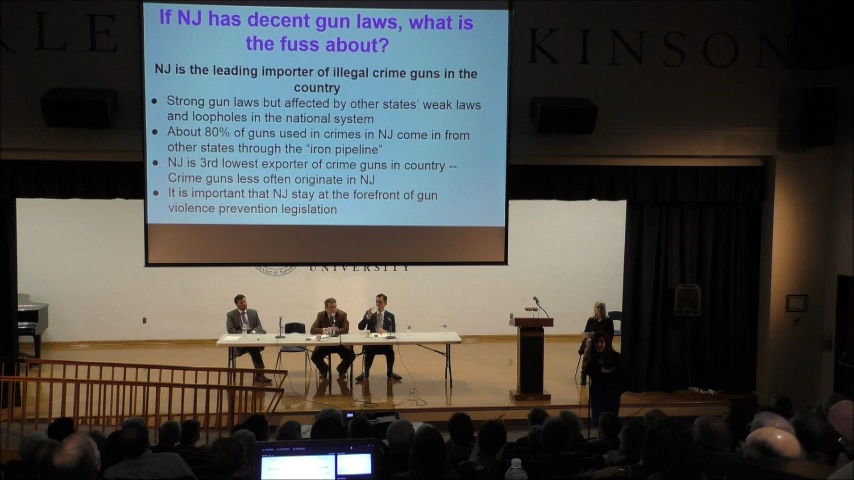 RLE
KINSON
If NJ has decent gun laws, what is
the fuss about?
NJ is the leading importer of illegal crime guns in the
country
• Strong gun laws but affected by other states' weak laws
and loopholes in the national system
• About 80% of guns used in crimes in NJ come in from
other states through the "iron pipeline"
• NJ is 3rd lowest exporter of crime guns in country --
Crime guns less often originate in NJ
• It is important that NJ stay at the forefront of gun
violence prevention legislation
UNIVERSITY